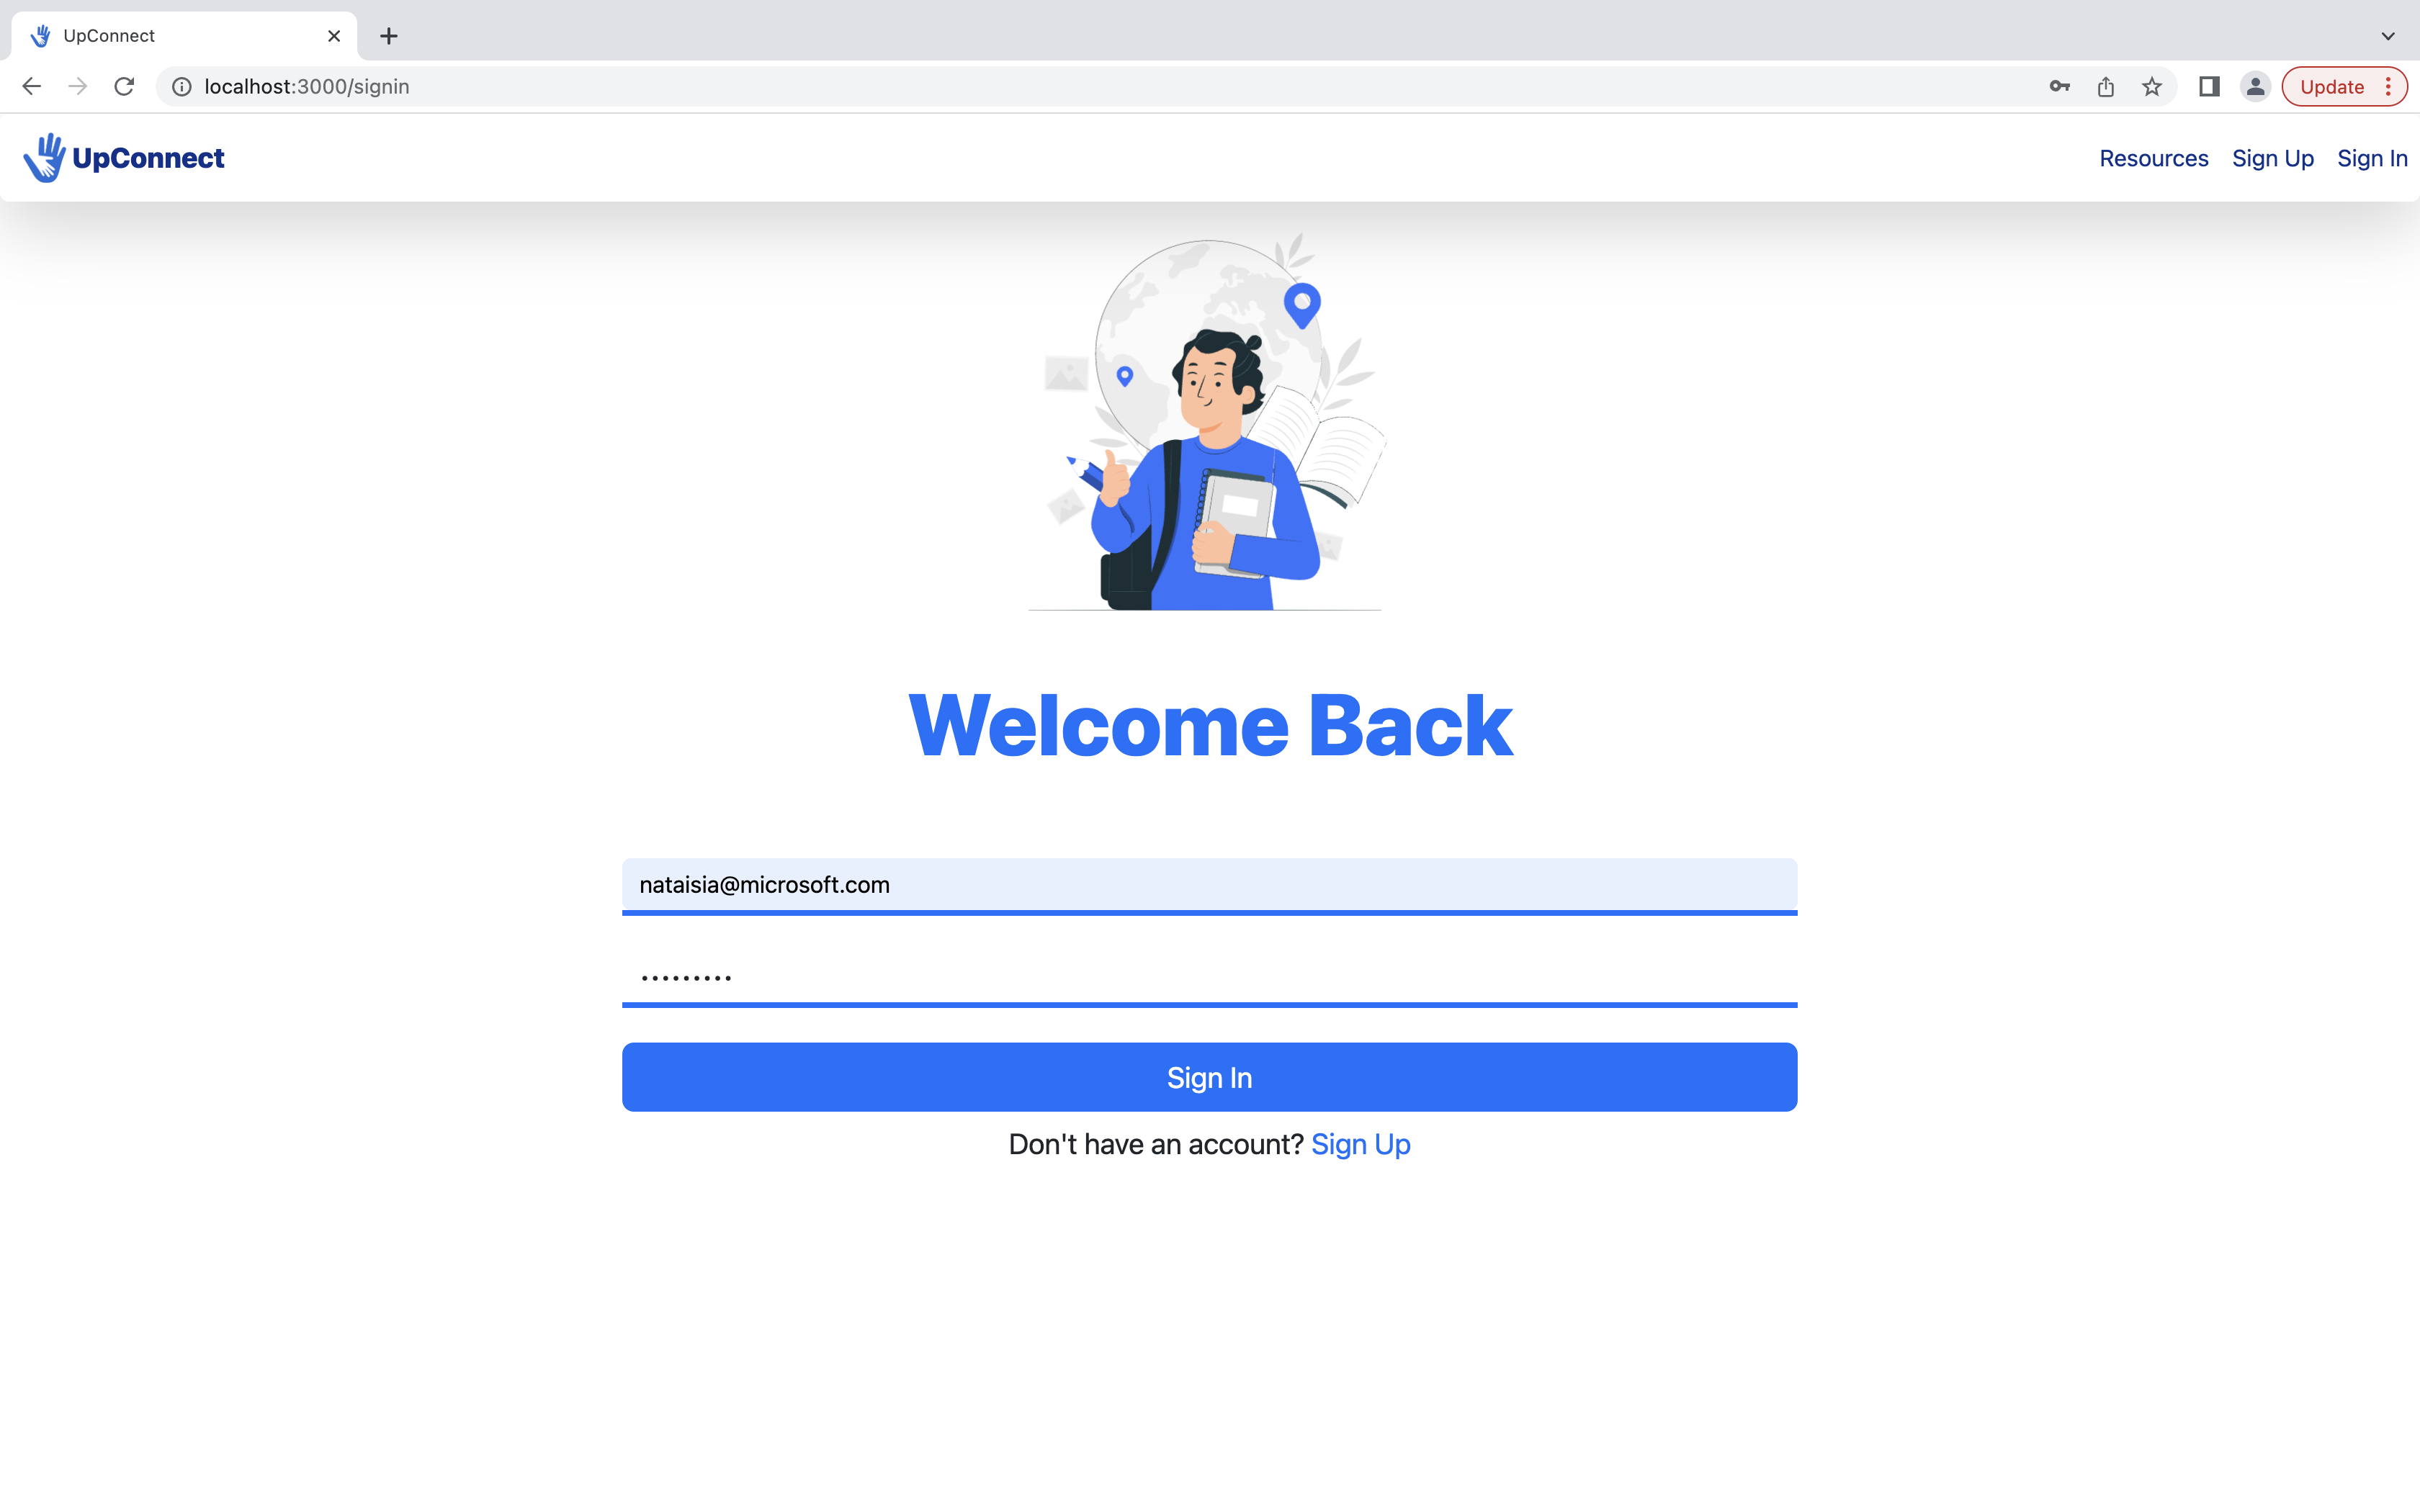 UpConnect
localhost:3000/signin
Update
UpConnect
Resources Sign Up Sign In
Welcome Back
nataisia@microsoft.com
•••••••••
Sign In
Don't have an account? Sign Up